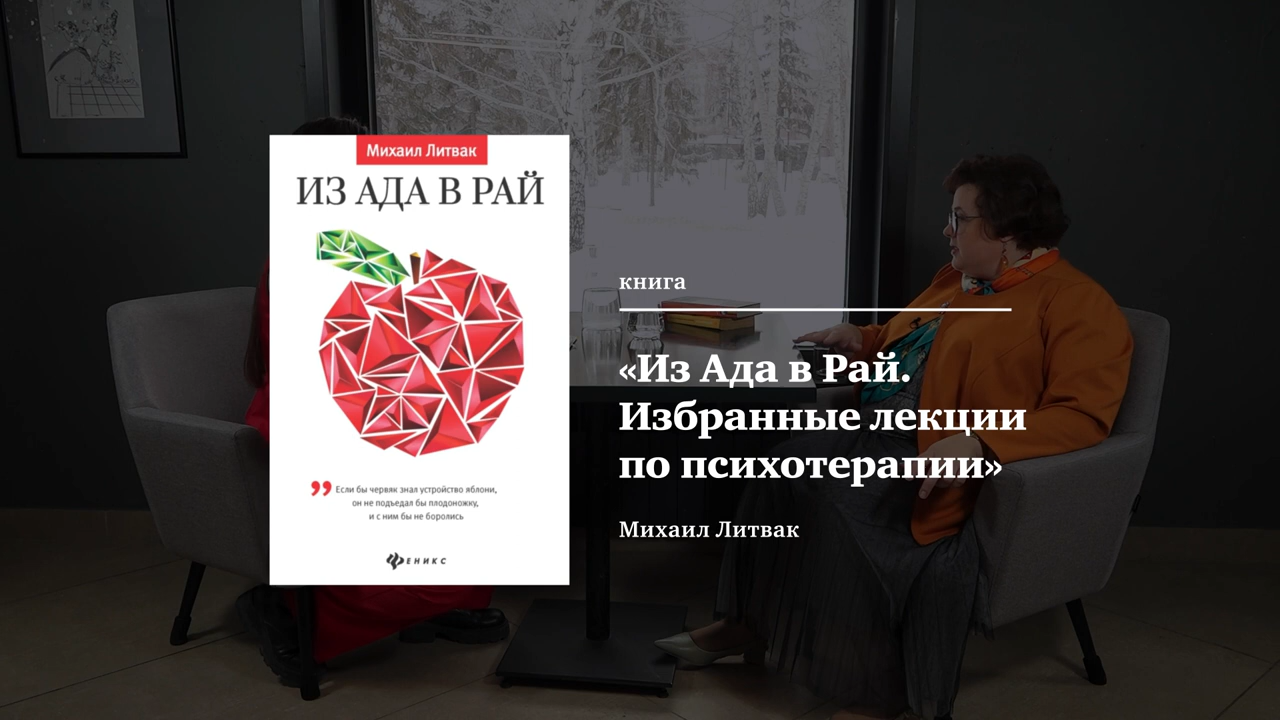 Михаил Литвак
ИЗ АДА В РАЙ
Если бы червяк знал устройство яблони,
он не подъедал бы плодоножку,
и с ним бы не боролись
ФЕНИКС
книга
«Из Ада в Рай.
Избранные лекции
по психотерапии»
Михаил Литвак